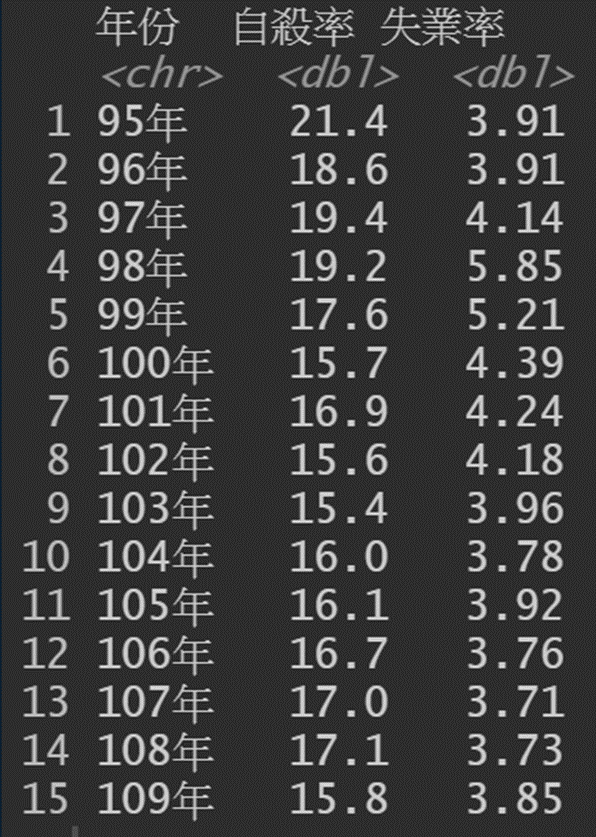 年份 自殺率 失業率
<chr> <dbl> <dbl>
1 95年 21.4 3.91
2 96年 18.6 3.91
3 97年 19.4 4.14
4 98年 19.2 5.85
5 99年 17.6 5.21
6 100年 15.7 4.39
7 101年 16.9 4.24
8 102年 15.6 4.18
9 103年 15.4 3.96
10 104年 16.0 3.78
11 105年 16.1 3.92
12 106年 16.7 3.76
13 107年 17.0 3.71
14 108年 17.1 3.73
15 109年 15.8 3.85